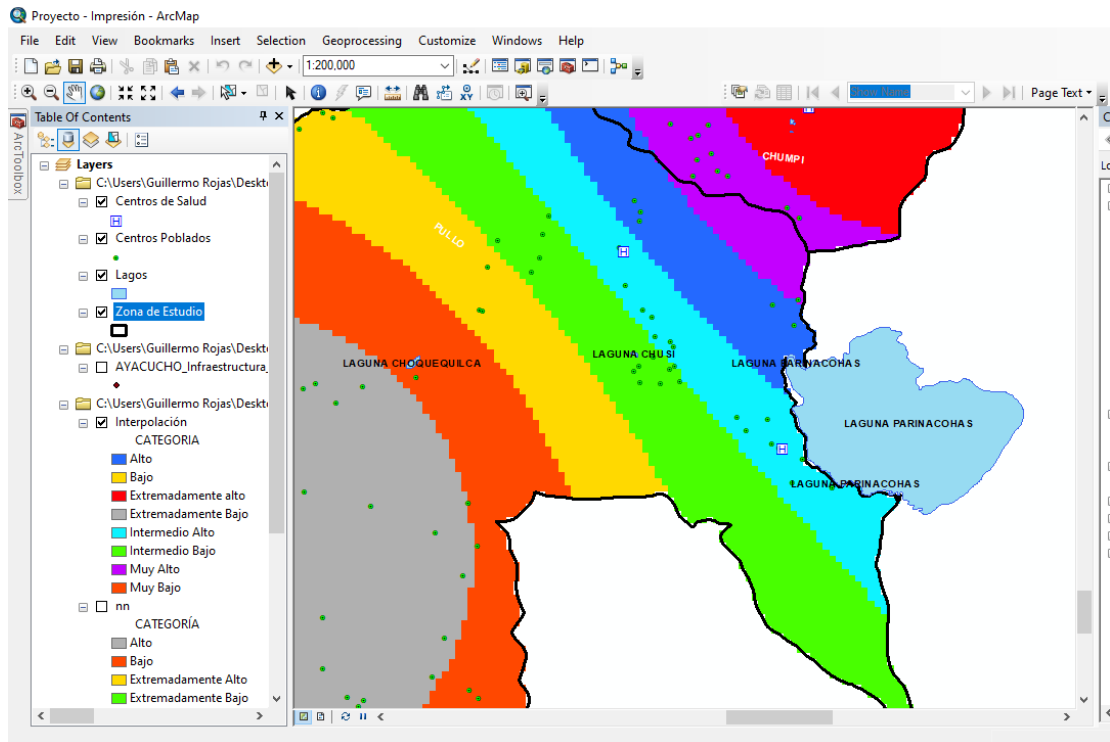 Proyecto - Impresión - ArcMap
File Edit View Bookmarks Insert Selection Geoprocessing Customize Windows Help
1:200,000
Show Name
Page Text
Table Of Contents
ArcToolbox
Layers
C:\Users\Guillermo Rojas\Deskt
Centros de Salud
H
Centros Poblados
Lagos
Zona de Estudio
C:\Users\Guillermo Rojas\Deskt
AYACUCHO_Infraestructura_
C:\Users\Guillermo Rojas\Deskt
Interpolación
CATEGORIA
Alto
Bajo
Extremadamente alto
Extremadamente Bajo
Intermedio Alto
Intermedio Bajo
Muy Alto
Muy Bajo
nn
CATEGORÍA
Alto
Bajo
Extremadamente Alto
Extremadamente Bajo
H
CHUMPI
PULLO
H
LAGUNA CHUSI
LAGUNA CHOQUEQUILCA
LAGUNA PARINACOHAS
LAGUNA PARINACOHAS
H
LAGUNA PARINACOHAS